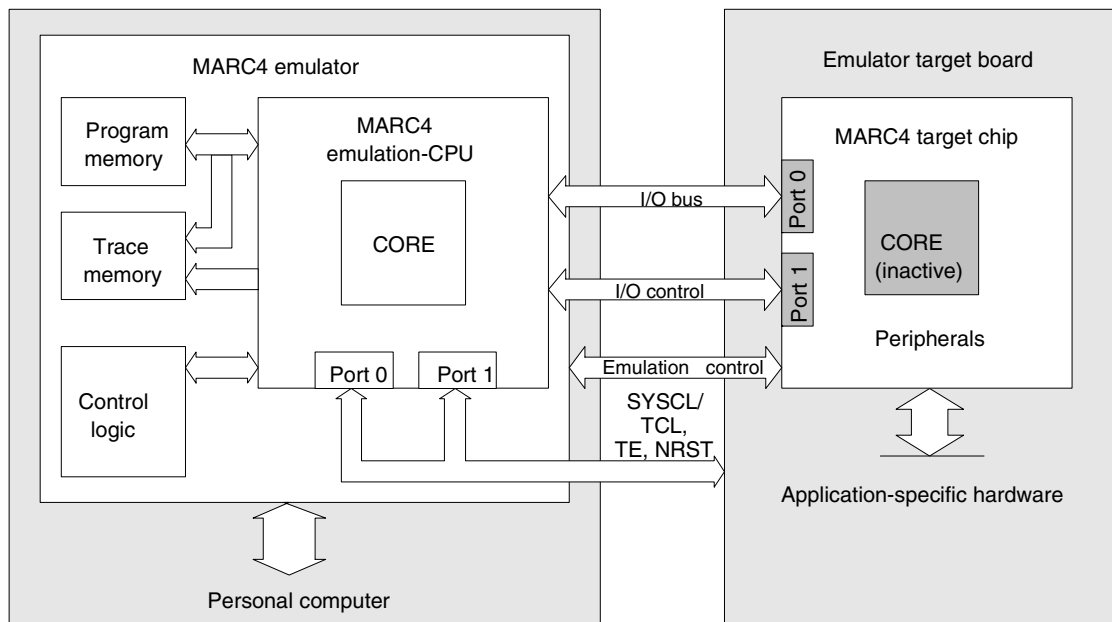 MARC4 emulator
Program
memory
Trace
memory
Control
logic
MARC4
emulation-CPU
CORE
Port 0
Port 1
I/O bus
I/O control
Emulation control
SYSCL/
TCL,
TE, NRST
Personal computer
Emulator target board
MARC4 target chip
Port 0
Port 1
CORE
(inactive)
Peripherals
Application-specific hardware